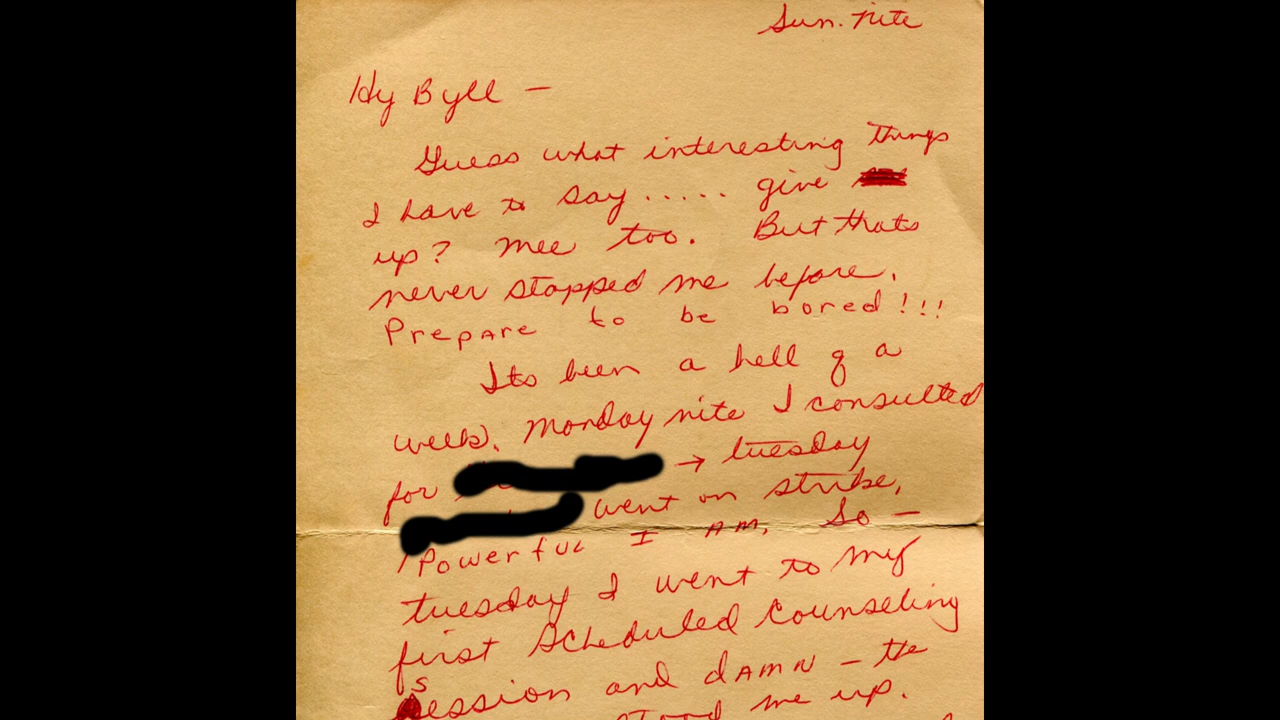 Sun. nite
Hy Byll —
Guess what interesting things
I have to say ..... give
up? mee too. But thats
never stopped me before.
Prepare to be bored!!!
Its been a hell of a
week. Monday nite I consulted
for → tuesday
went on strike,
Powerful I AM. So —
tuesday I went to my
first scheduled counseling
session and DAMN — the
stood me up.